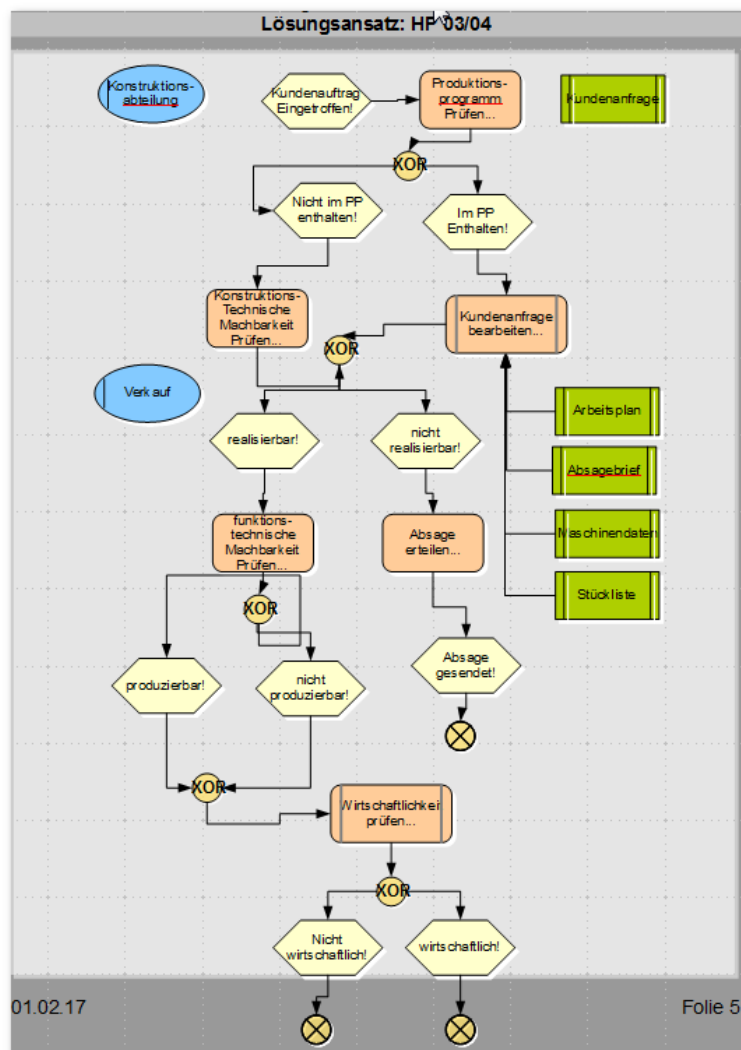 Lösungsansatz: HP 03/04
Konstruktions-
abteilung
Kundenauftrag
Eingetroffen!
Produktions-
programm
Prüfen...
Kundenanfrage
XOR
Nicht im PP
enthalten!
Im PP
Enthalten!
Konstruktions-
Technische
Machbarkeit
Prüfen...
Kundenanfrage
bearbeiten...
XOR
Verkauf
Arbeitsplan
realisierbar!
nicht
realisierbar!
Absagebrief
funktions-
technische
Machbarkeit
Prüfen...
Absage
erteilen...
Maschinendaten
Stückliste
XOR
produzierbar!
nicht
produzierbar!
Absage
gesendet!
XOR
Wirtschaftlichkei
prüfen...
XOR
Nicht
wirtschaftlich!
wirtschaftlich!
01.02.17
Folie 5